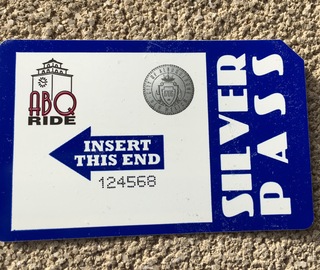 ABQ
RIDE
INSERT
THIS END
124568
SILVER
PASS